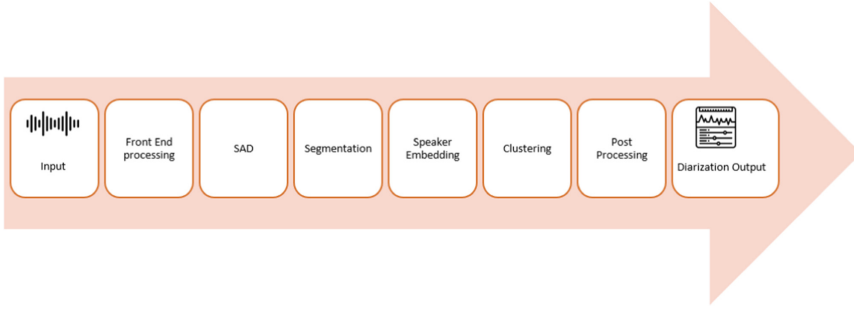 Input
Front End
processing
SAD
Segmentation
Speaker
Embedding
Clustering
Post
Processing
Diarization Output